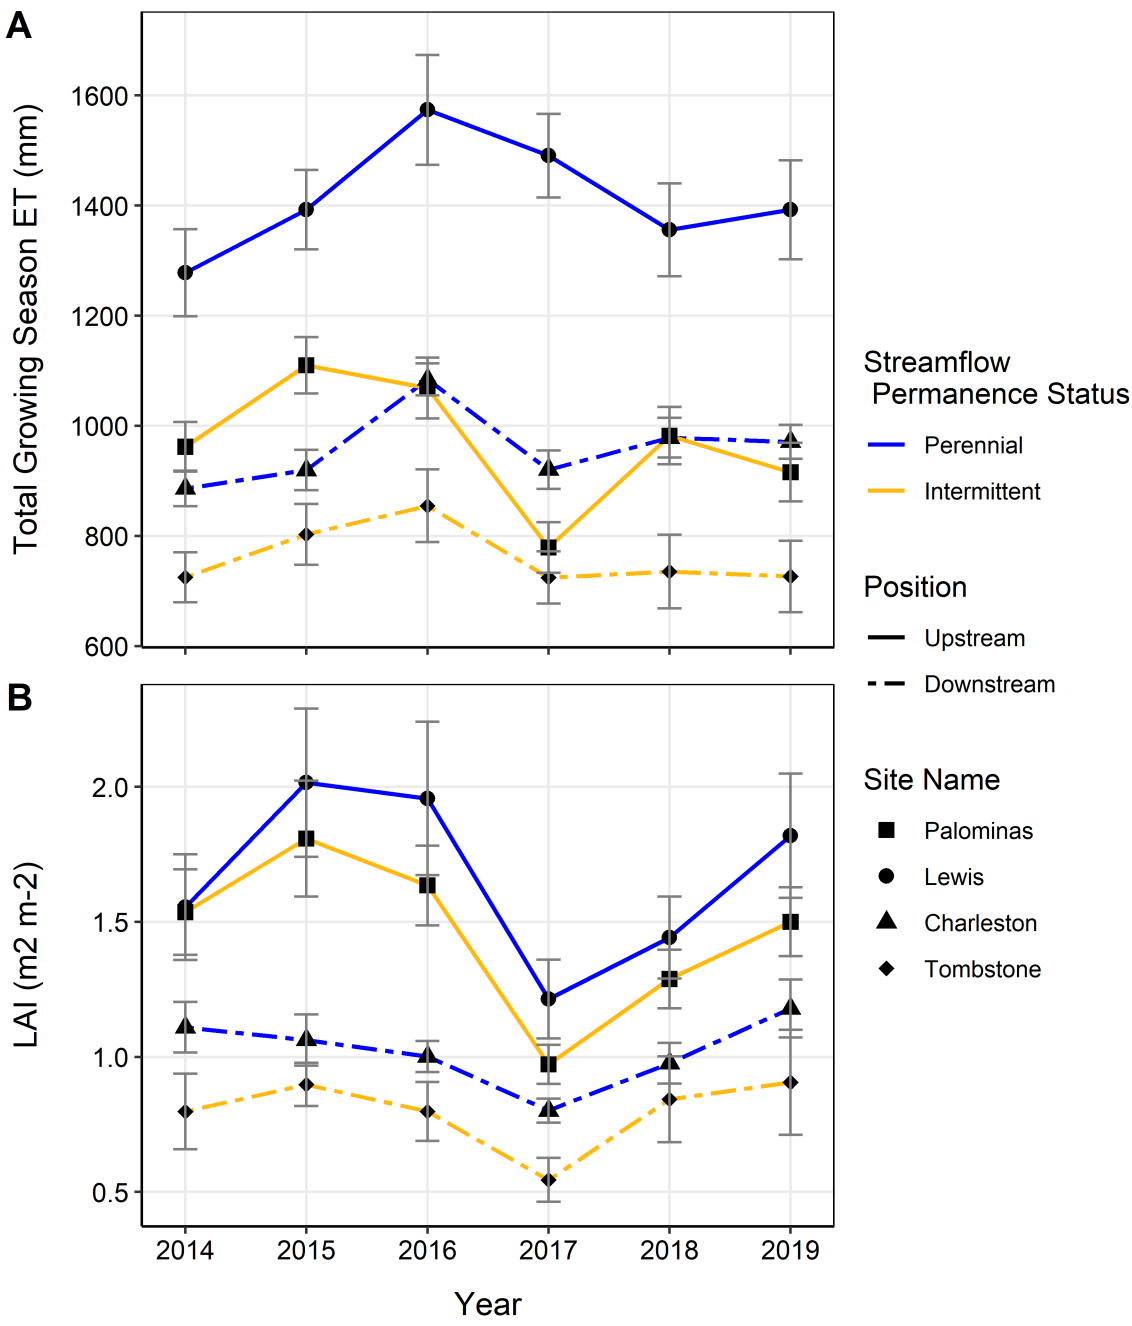 A
Total Growing Season ET (mm)
1600
1400
1200
1000
800
600
B
LAI (m2 m-2)
2.0
1.5
1.0
0.5
2014 2015 2016 2017 2018 2019
Year
Streamflow
Permanence Status
Perennial
Intermittent
Position
Upstream
Downstream
Site Name
Palominas
Lewis
Charleston
Tombstone